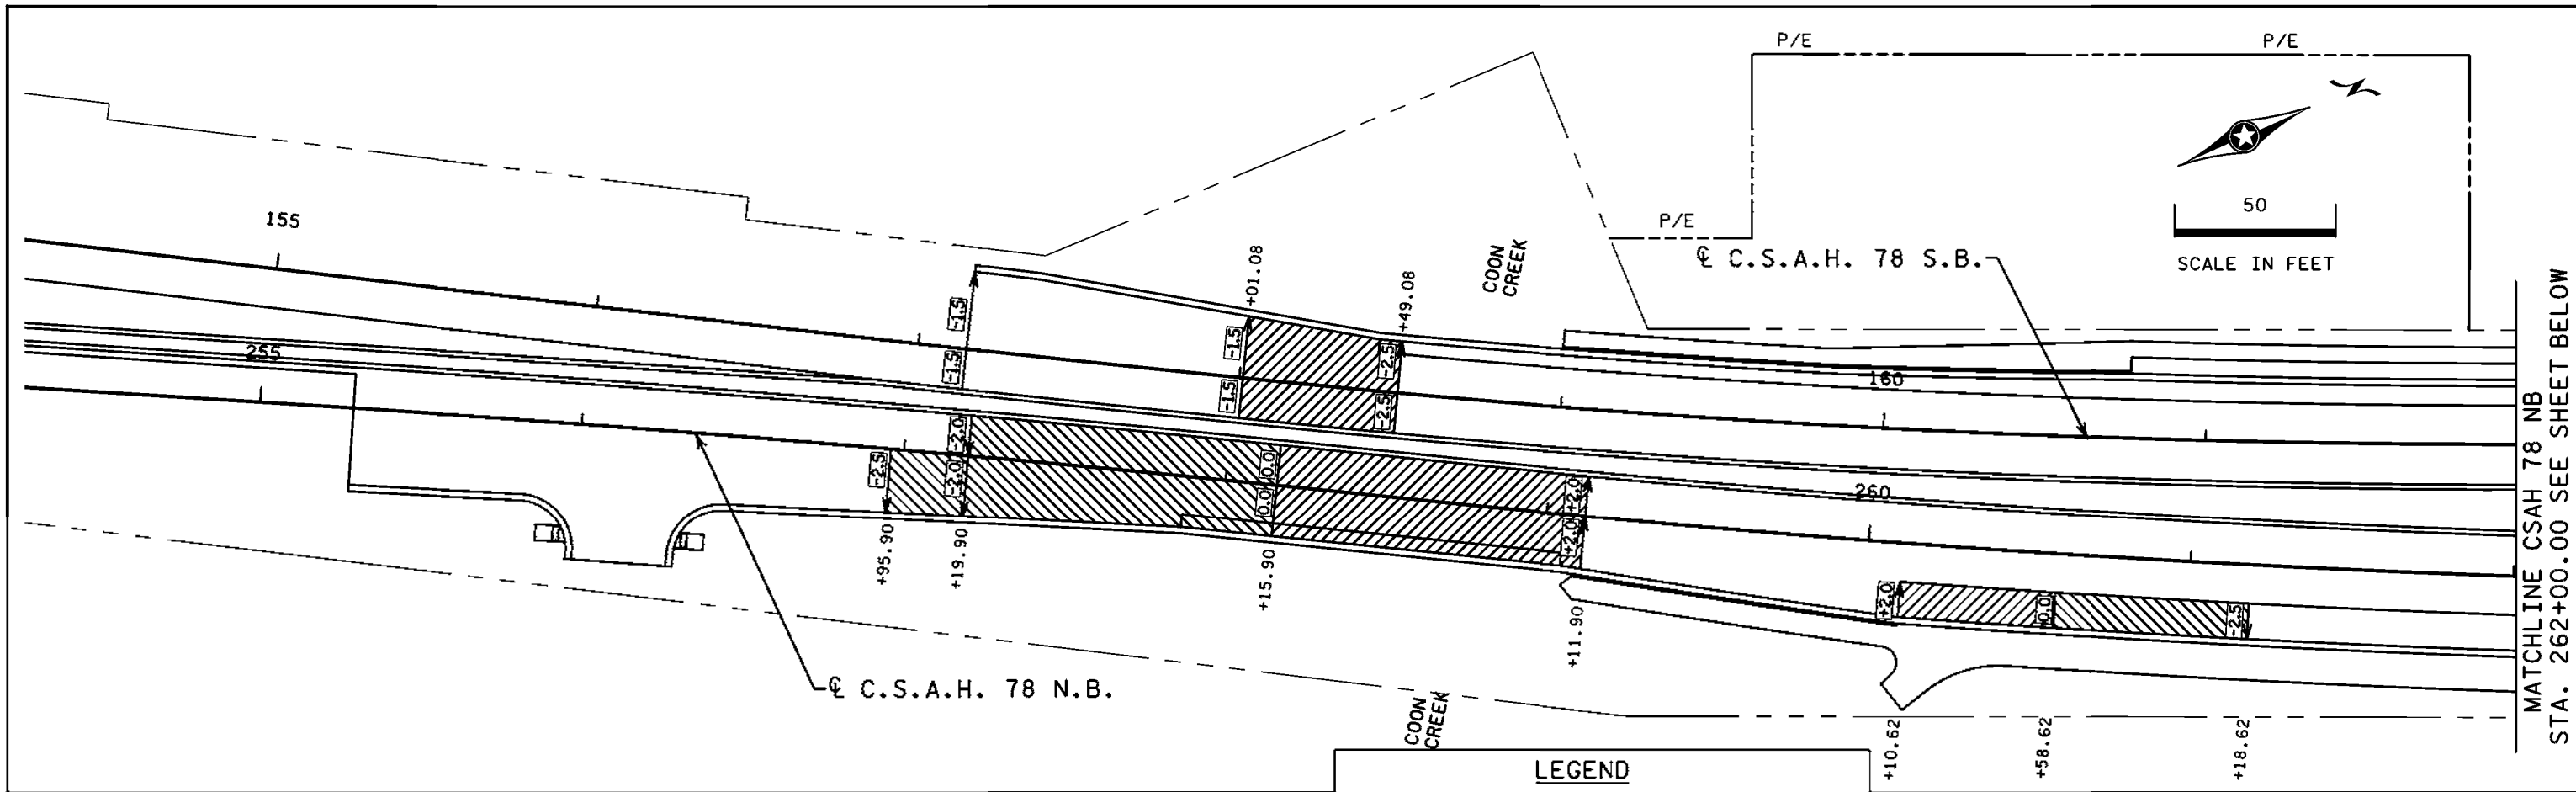 P/E
P/E
155
50
P/E
COON
CREEK
℄ C.S.A.H. 78 S.B.
SCALE IN FEET
+01.08
+49.08
-1.5
-1.5
-1.5
-1.5
-2.5
-2.5
255
160
-2.0
-2.0
-2.5
0.0
0.0
+2.0
+2.0
260
+95.90
+19.90
+15.90
+11.90
+2.0
0.0
-2.5
℄ C.S.A.H. 78 N.B.
COON
CREEK
+10.62
+58.62
+18.62
LEGEND
MATCHLINE CSAH 78 NB
STA. 262+00.00 SEE SHEET BELOW